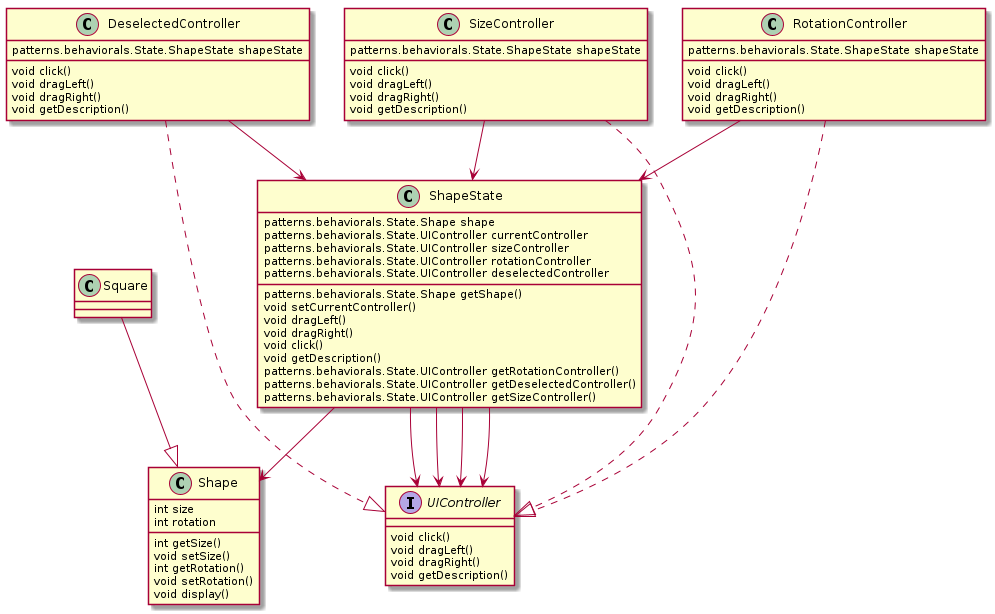 C DeselectedController
patterns.behaviorals.State.ShapeState shapeState
void click()
void dragLeft()
void dragRight()
void getDescription()
C SizeController
patterns.behaviorals.State.ShapeState shapeState
void click()
void dragLeft()
void dragRight()
void getDescription()
C RotationController
patterns.behaviorals.State.ShapeState shapeState
void click()
void dragLeft()
void dragRight()
void getDescription()
C ShapeState
patterns.behaviorals.State.Shape shape
patterns.behaviorals.State.UIController currentController
patterns.behaviorals.State.UIController sizeController
patterns.behaviorals.State.UIController rotationController
patterns.behaviorals.State.UIController deselectedController
patterns.behaviorals.State.Shape getShape()
void setCurrentController()
void dragLeft()
void dragRight()
void click()
void getDescription()
patterns.behaviorals.State.UIController getRotationController()
patterns.behaviorals.State.UIController getDeselectedController()
patterns.behaviorals.State.UIController getSizeController()
C Square
C Shape
int size
int rotation
int getSize()
void setSize()
int getRotation()
void setRotation()
void display()
I UIController
void click()
void dragLeft()
void dragRight()
void getDescription()